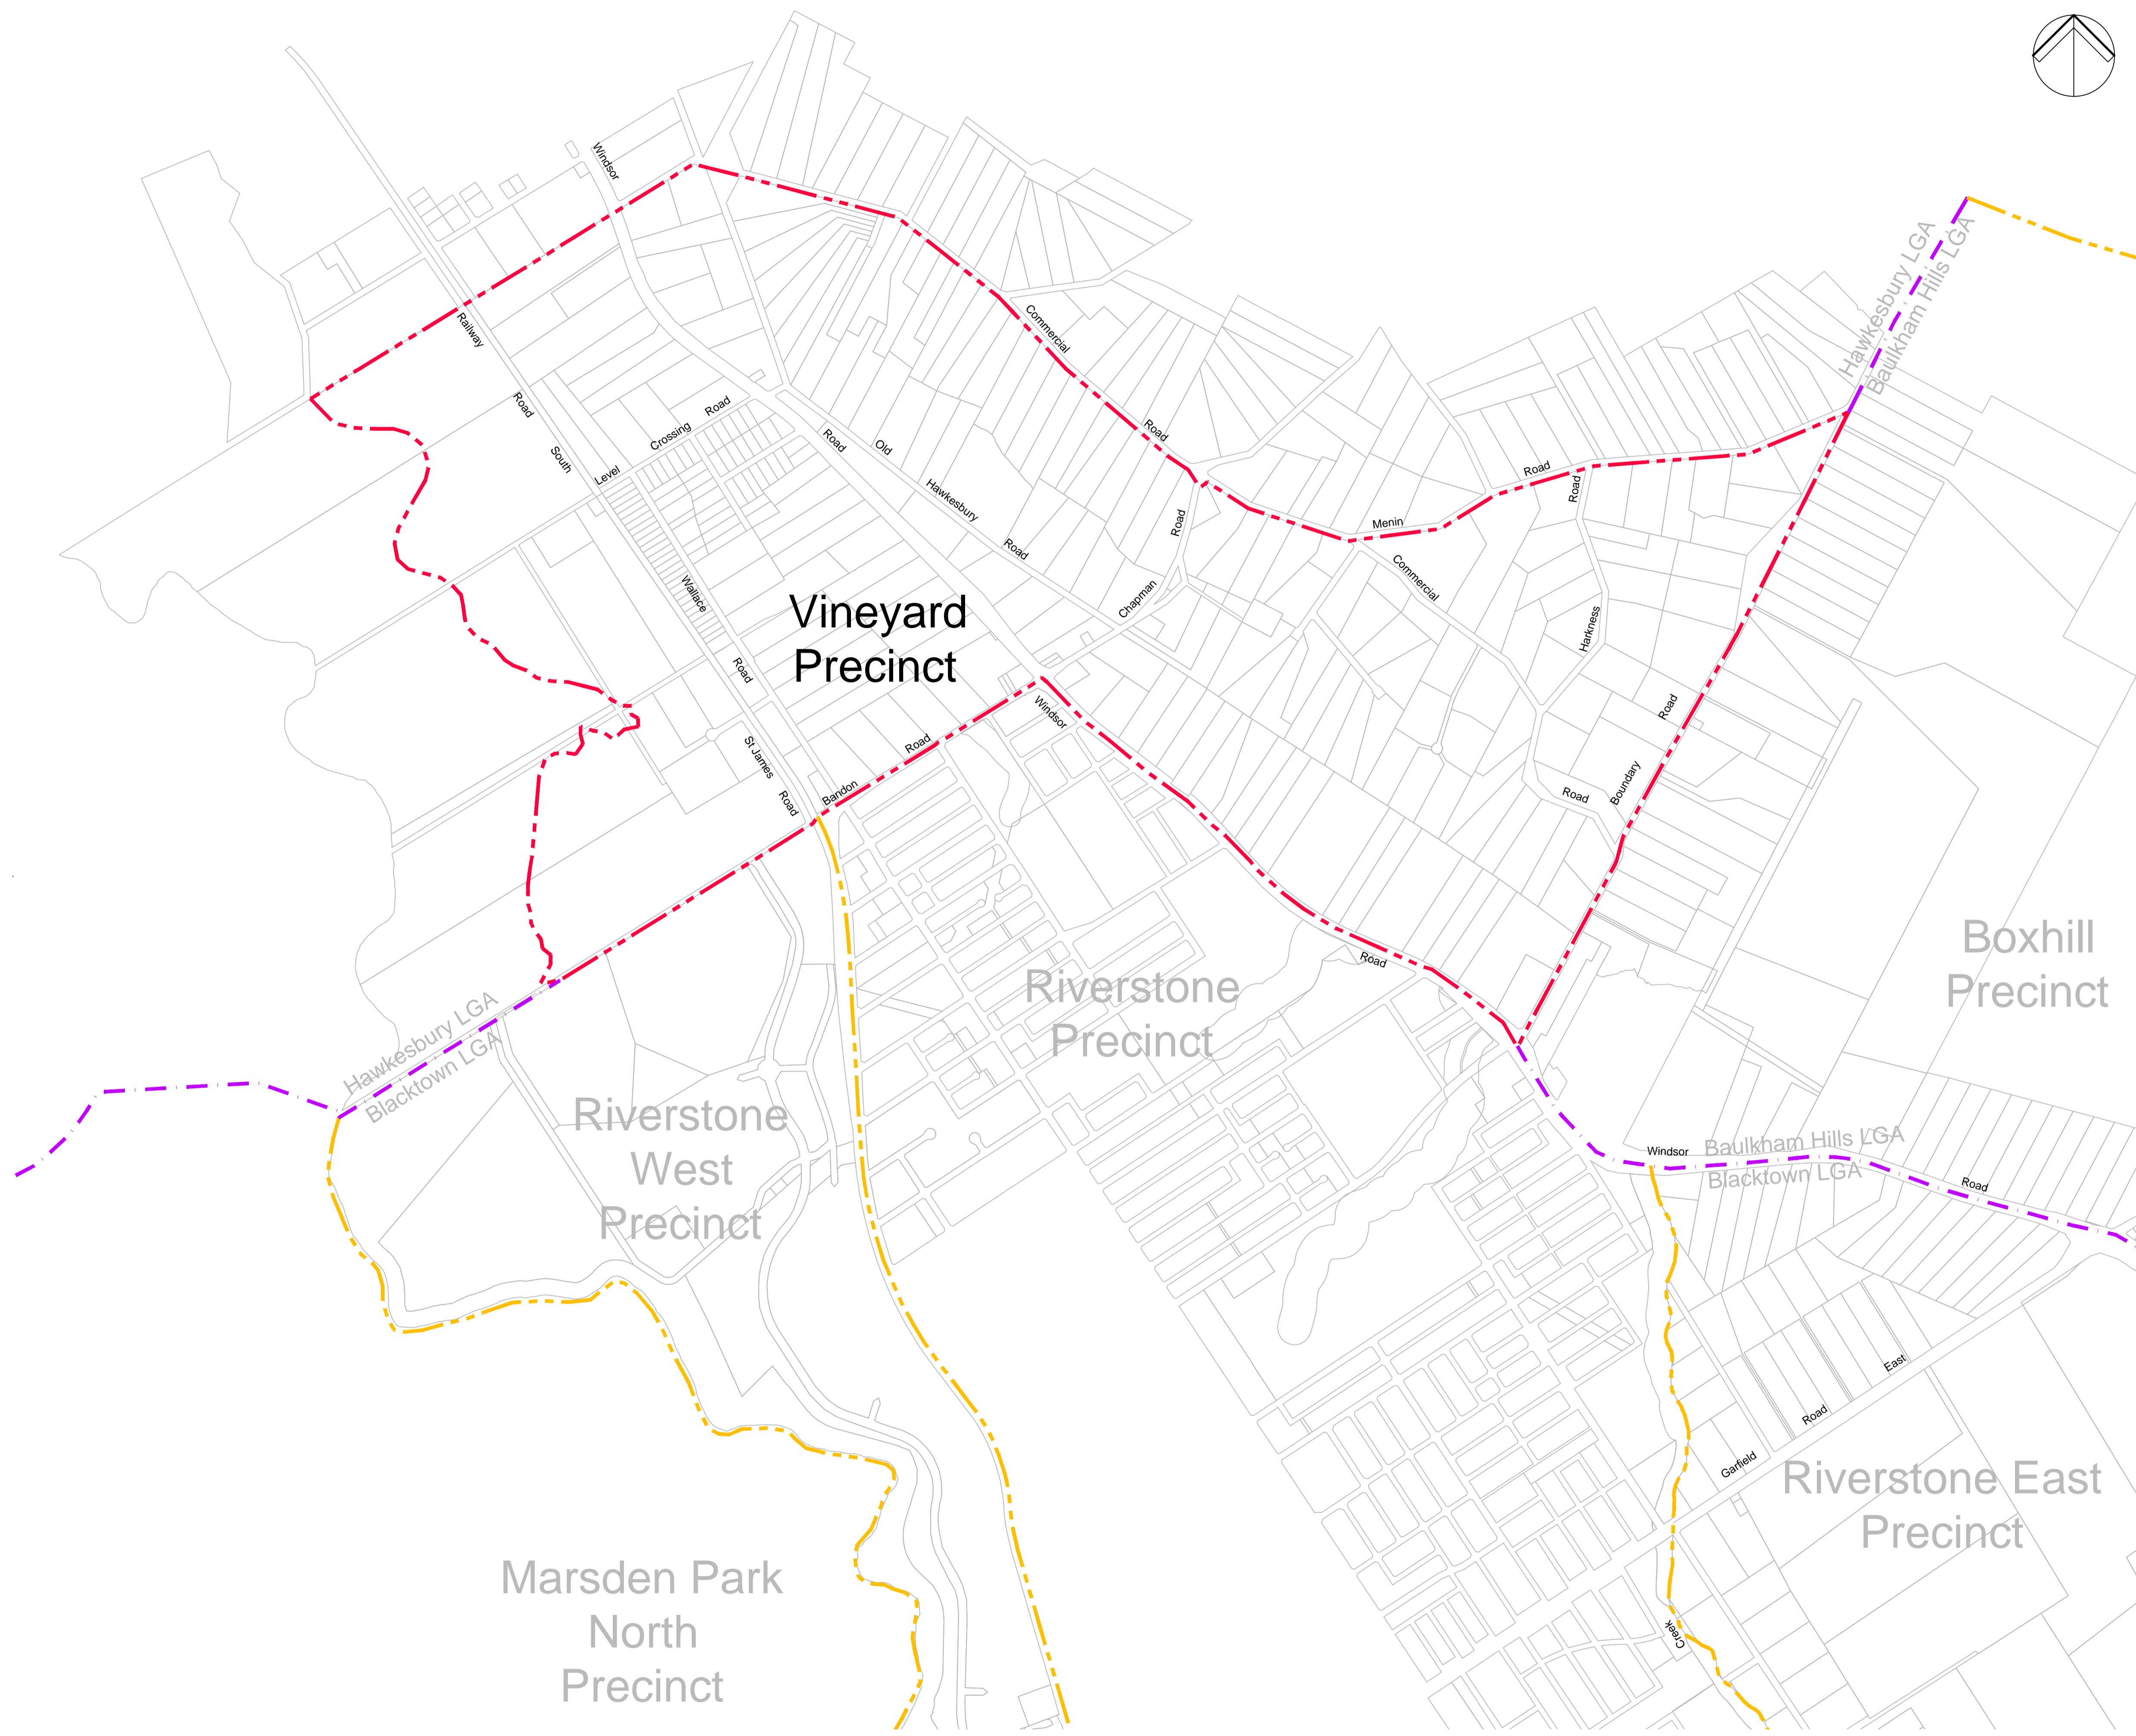 Windsor
Hawkesbury LGA
Baulkham Hills LGA
Railway
Road
Commercial
Road
Level
Crossing
Road
South
Road
Old
Hawkesbury
Road
Road
Menin
Road
Road
Road
Chapman
Commercial
Harkness
Wallace
Road
Vineyard
Precinct
Windsor
Road
Boundary
Road
St James
Road
Bandon
Road
Road
Riverstone
Precinct
Boxhill
Precinct
Hawkesbury LGA
Blacktown LGA
Riverstone
West
Precinct
Windsor
Baulkham Hills LGA
Blacktown LGA
Road
East
Road
Garfield
Riverstone East
Precinct
Creek
Marsden Park
North
Precinct